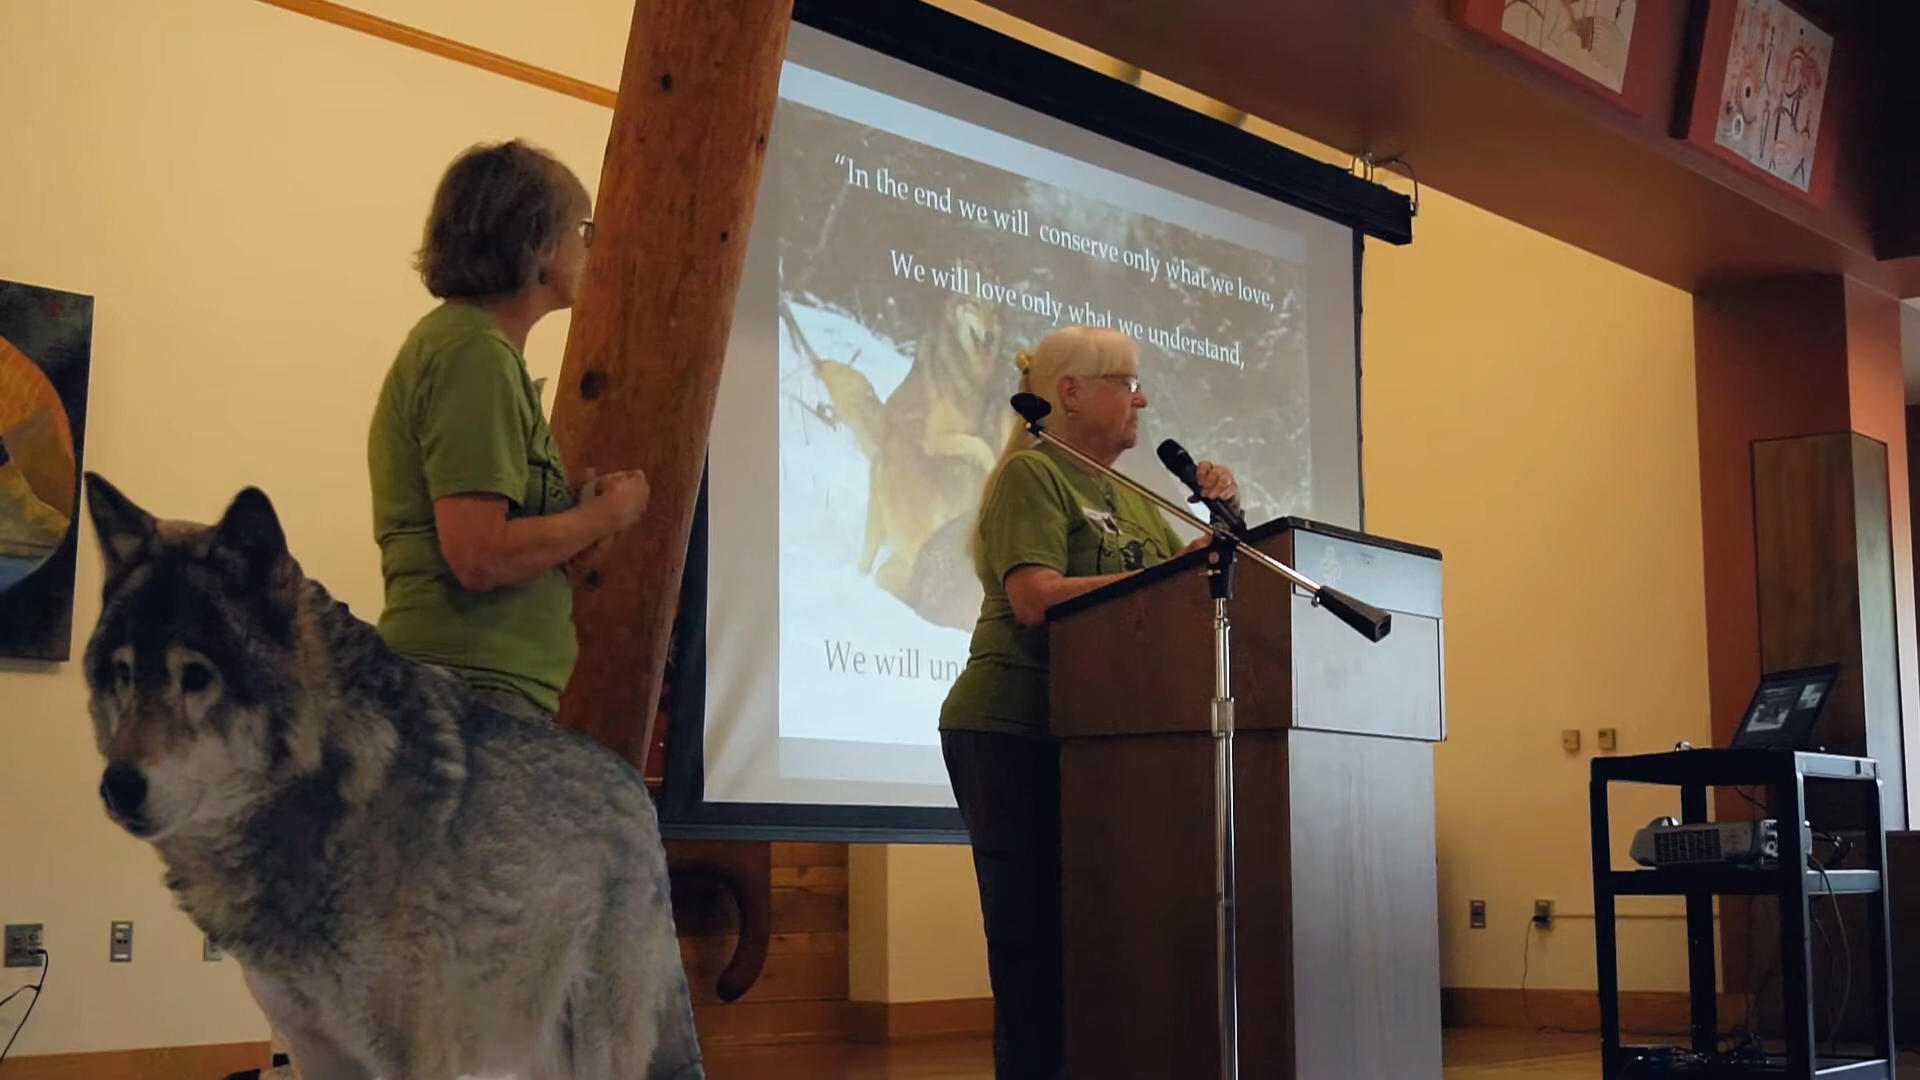 “In the end we will conserve only what we love,
We will love only what we understand,
We will un